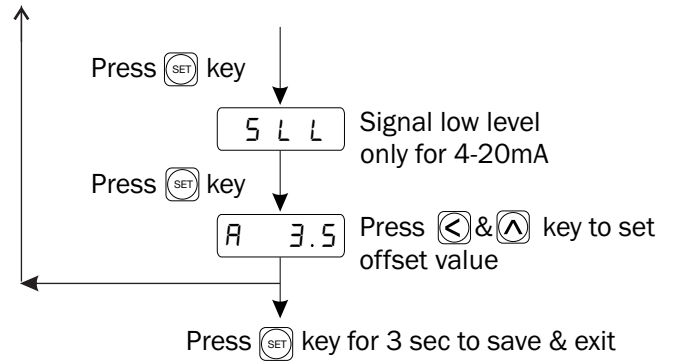 Press SET key
SLL
Signal low level
only for 4-20mA
Press SET key
A 3.5
Press < & ^ key to set
offset value
Press SET key for 3 sec to save & exit